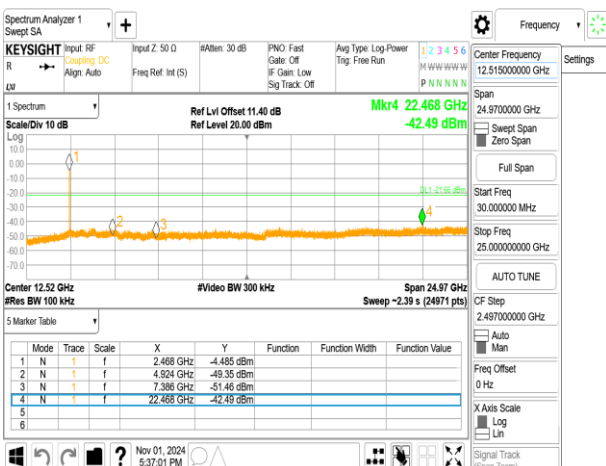 Spectrum Analyzer 1
Swept SA
Frequency
KEYSIGHT
Input: RF
Coupling: DC
Align: Auto
Input Z: 50 Ω
Freq Ref: Int (S)
#Atten: 30 dB
PNO: Fast
Gate: Off
IF Gain: Low
Sig Track: Off
Avg Type: Log-Power
Trig: Free Run
1 2 3 4 5 6
M W W W W W
P N N N N N
R
LXI
Center Frequency
12.515000000 GHz
Settings
Span
24.9700000 GHz
Swept Span
Zero Span
Full Span
Start Freq
30.000000 MHz
Stop Freq
25.000000000 GHz
AUTO TUNE
CF Step
2.497000000 GHz
Auto
Man
Freq Offset
0 Hz
X Axis Scale
Log
Lin
Signal Track
(Span Zoom)
1 Spectrum
Scale/Div 10 dB
Log
Ref Lvl Offset 11.40 dB
Ref Level 20.00 dBm
Mkr4 22.468 GHz
-42.49 dBm
10.0
0.00
-10.0
-20.0
-30.0
-40.0
-50.0
-60.0
-70.0
1
2
3
4
DL1 -21.66 dBm
Center 12.52 GHz
#Res BW 100 kHz
#Video BW 300 kHz
Span 24.97 GHz
Sweep ~2.39 s (24971 pts)
5 Marker Table
Mode Trace Scale X Y Function Function Width Function Value
1 N 1 f 2.468 GHz -4.485 dBm
2 N 1 f 4.924 GHz -49.35 dBm
3 N 1 f 7.386 GHz -51.46 dBm
4 N 1 f 22.468 GHz -42.49 dBm
5
6
?
Nov 01, 2024
5:37:01 PM